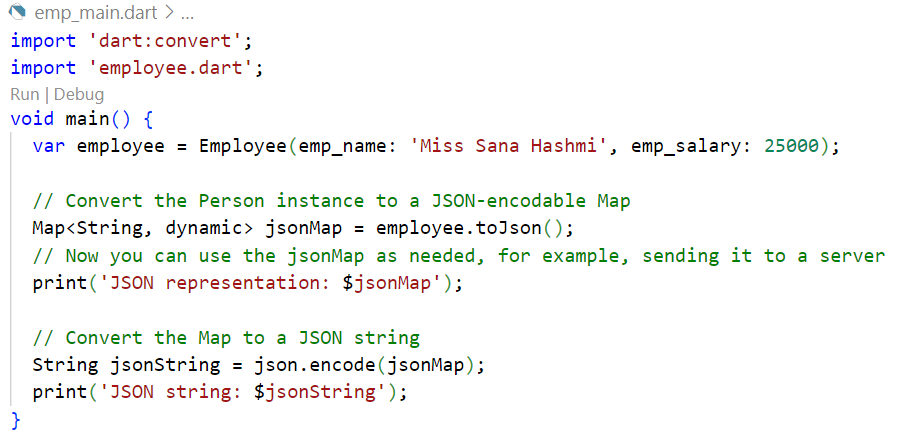 emp_main.dart > ...
import 'dart:convert';
import 'employee.dart';
Run | Debug
void main() {
  var employee = Employee(emp_name: 'Miss Sana Hashmi', emp_salary: 25000);

  // Convert the Person instance to a JSON-encodable Map
  Map<String, dynamic> jsonMap = employee.toJson();
  // Now you can use the jsonMap as needed, for example, sending it to a server
  print('JSON representation: $jsonMap');

  // Convert the Map to a JSON string
  String jsonString = json.encode(jsonMap);
  print('JSON string: $jsonString');
}